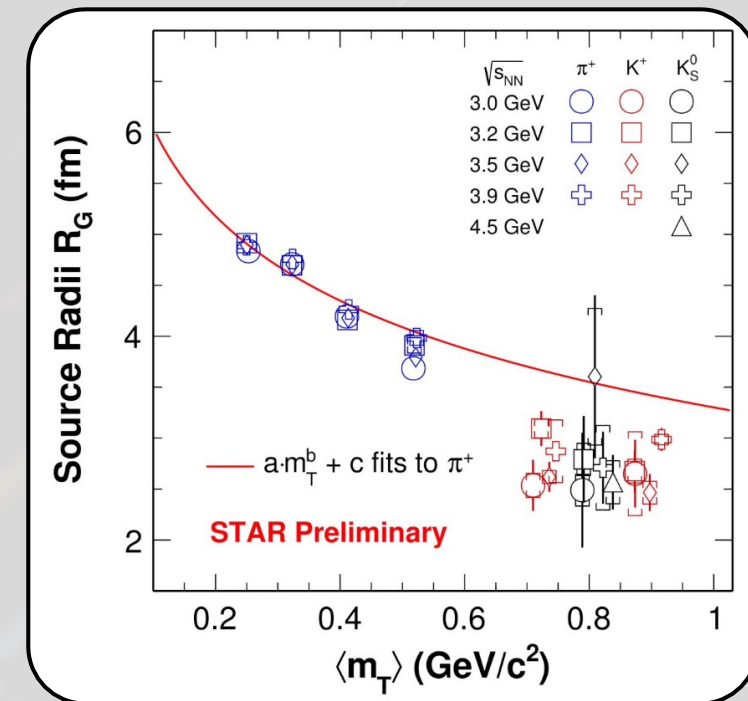 √s_NN π⁺ K⁺ K⁰_S
3.0 GeV
3.2 GeV
3.5 GeV
3.9 GeV
4.5 GeV
6
4
2
Source Radii R_G (fm)
a·m_T^b + c fits to π⁺
STAR Preliminary
0.2 0.4 0.6 0.8 1
⟨m_T⟩ (GeV/c²)